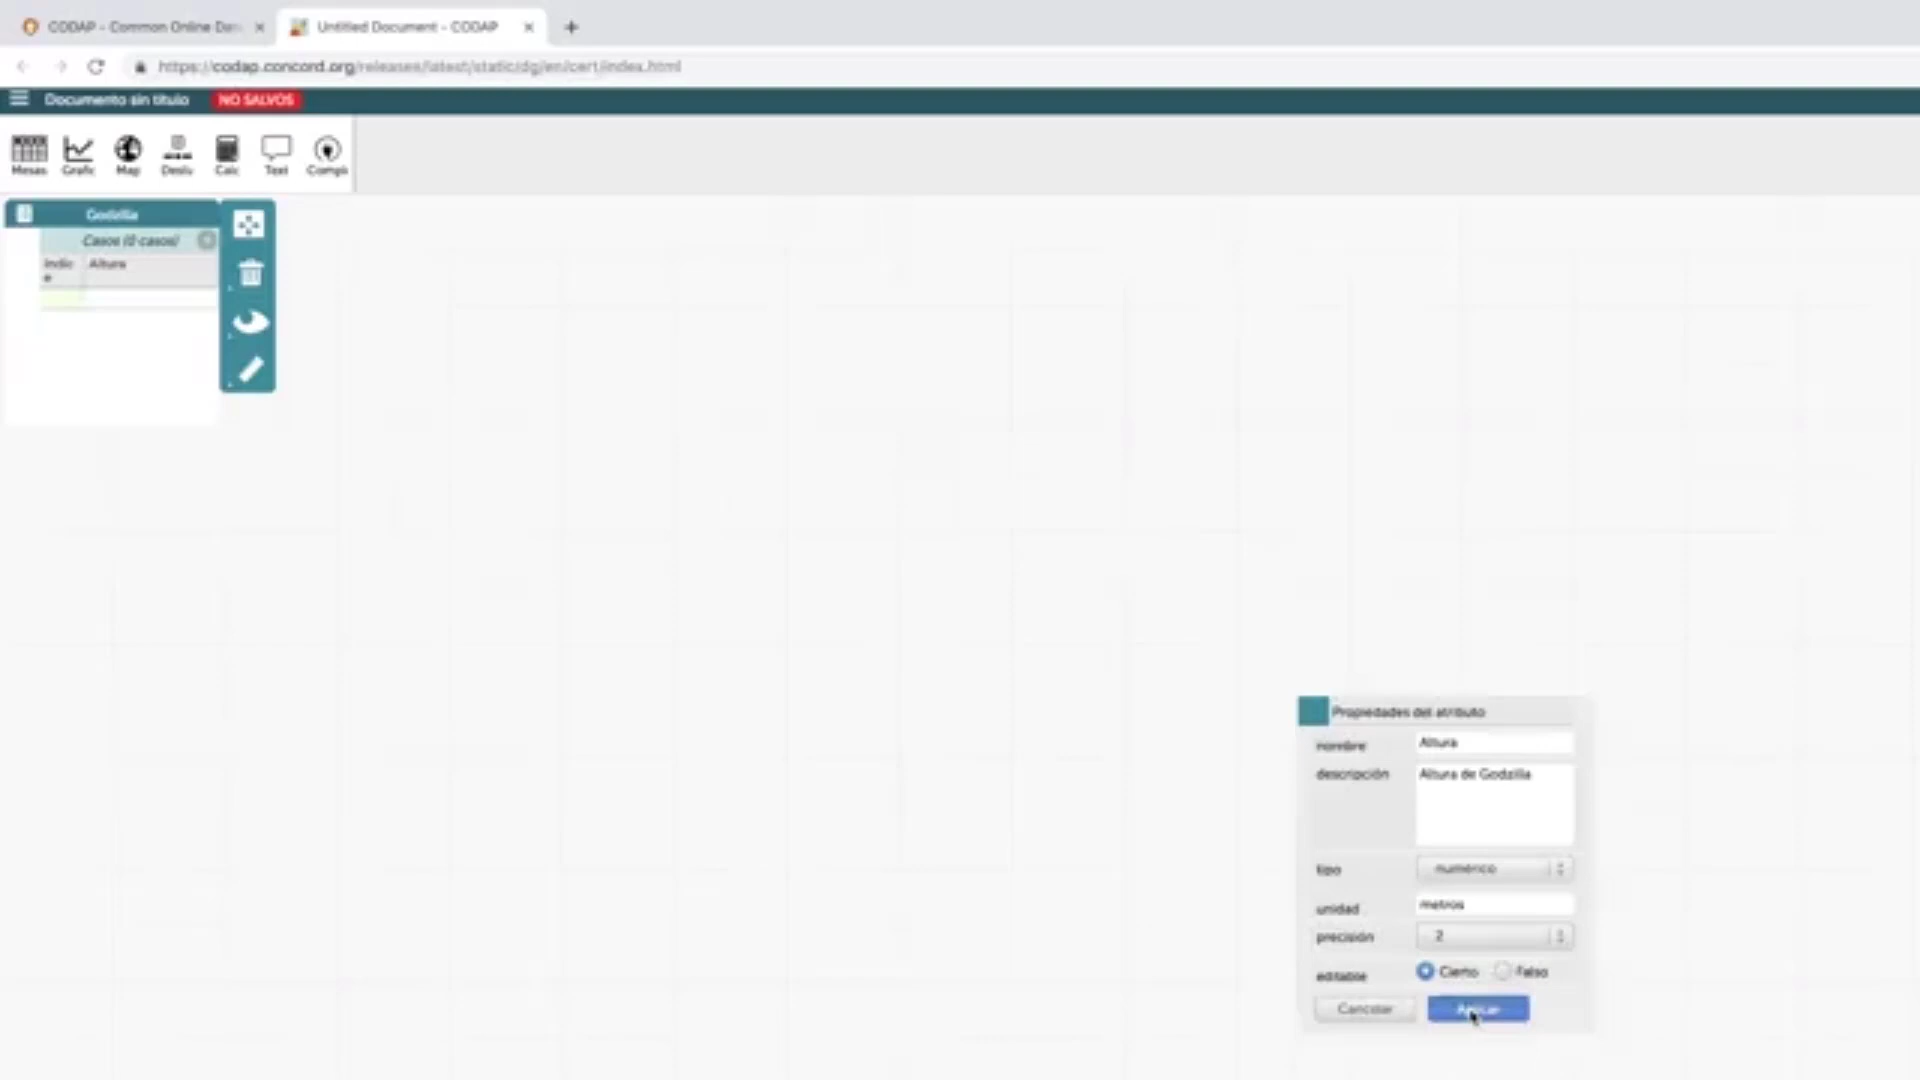 CODAP - Common Online Dat
Untitled Document - CODAP
https://codap.concord.org/releases/latest/static/dg/en/cert/index.html
Documento sin título
NO SALVOS
Mesas
Grafic
Map
Desliz
Calc
Text
Godzilla
Casos (0 casos)
Indic
e
Altura
Propiedades del atributo
nombre
Altura
descripción
Altura de Godzilla
tipo
numérico
unidad
metros
precisión
2
editable
Cierto
Falso
Cancelar